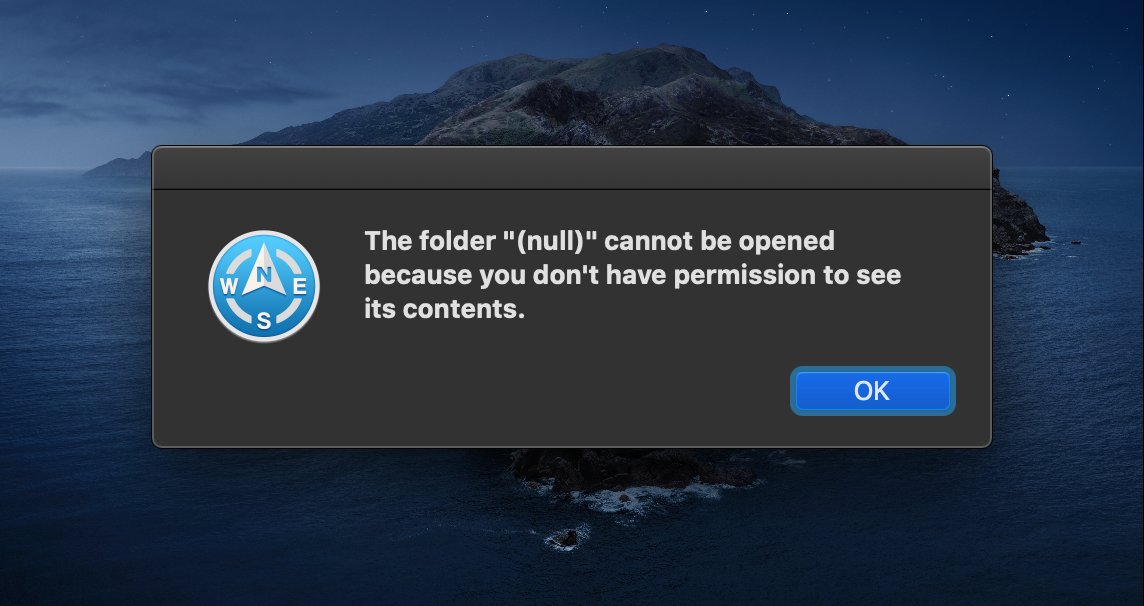 The folder "(null)" cannot be opened
because you don't have permission to see
its contents.
N
W
E
S
OK